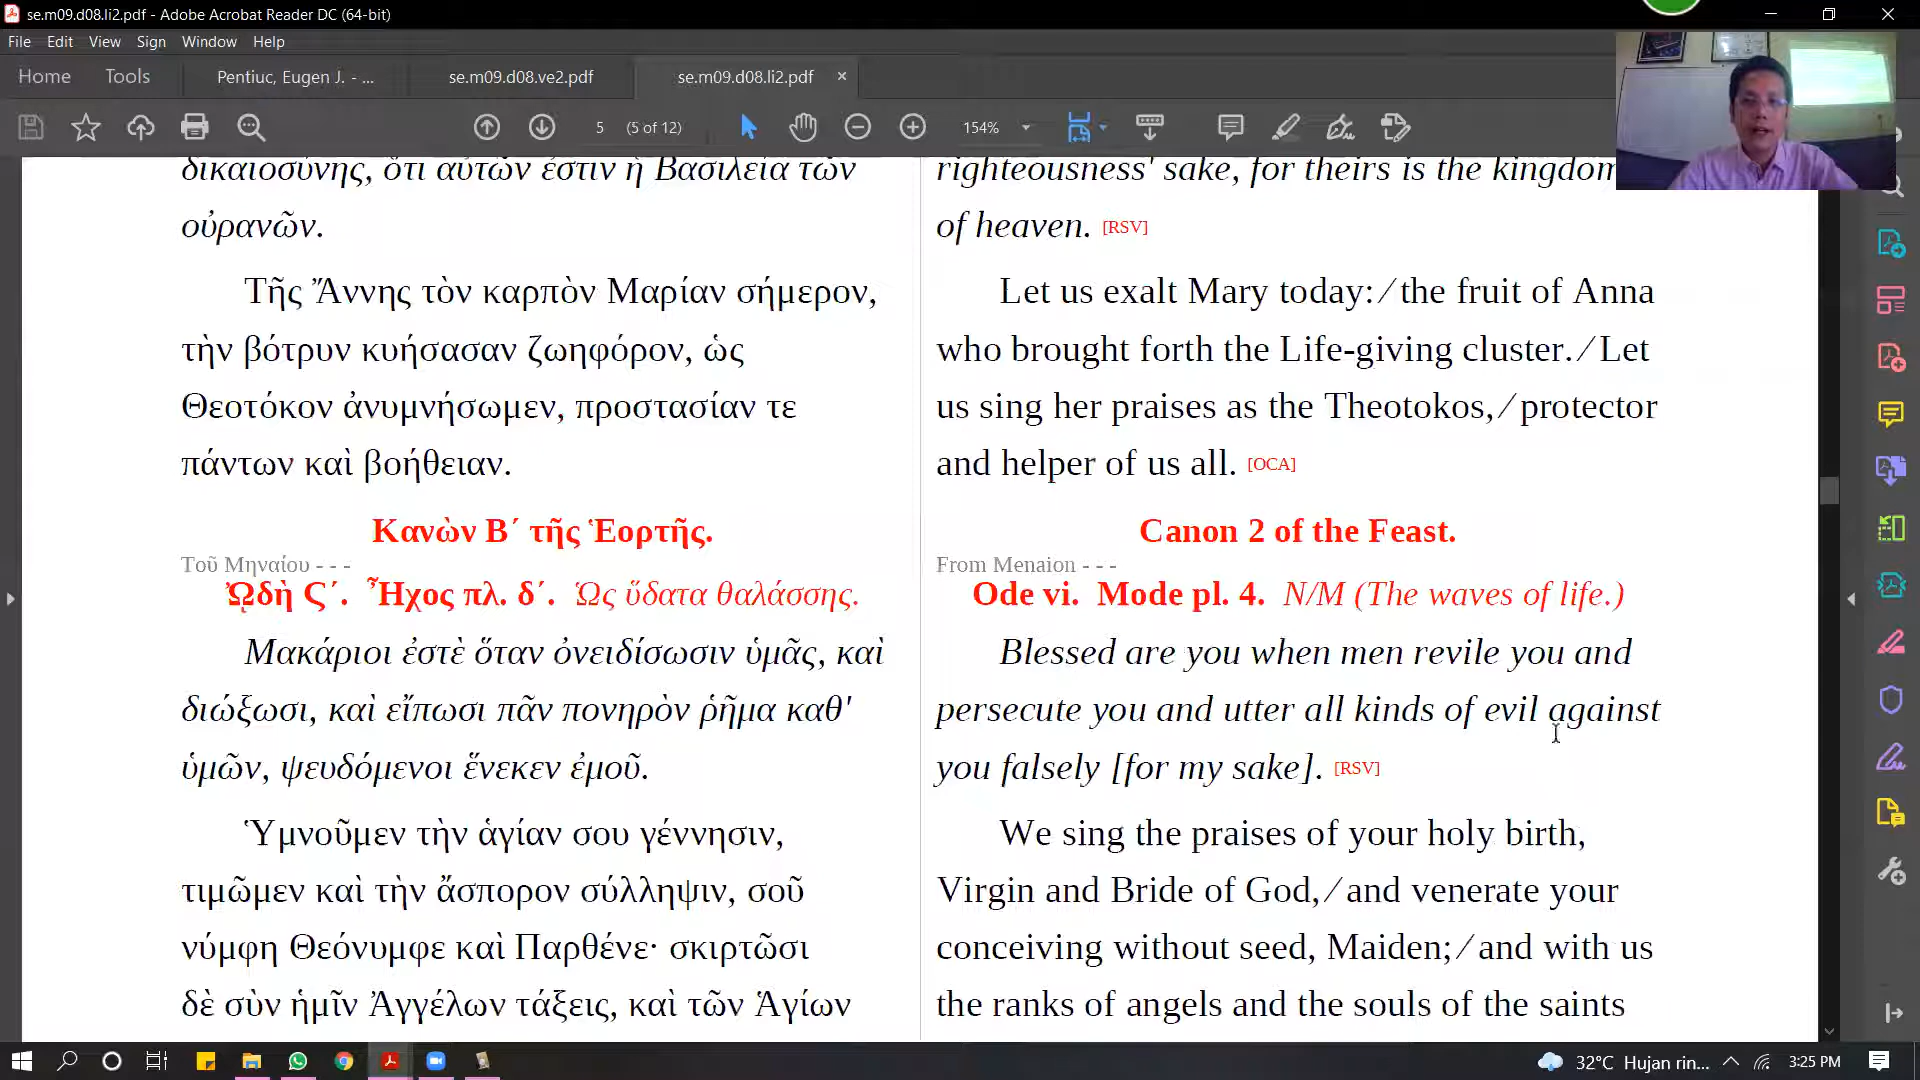 se.m09.d08.li2.pdf - Adobe Acrobat Reader DC (64-bit)
File Edit View Sign Window Help
Home Tools Pentiuc, Eugen J. - ... se.m09.d08.ve2.pdf se.m09.d08.li2.pdf ×
5 (5 of 12) 154%
δικαιοσύνης, ὅτι αὐτῶν ἐστιν ἡ Βασιλεία τῶν
οὐρανῶν.
Τῆς Ἄννης τὸν καρπὸν Μαρίαν σήμερον,
τὴν βότρυν κυήσασαν ζωηφόρον, ὡς
Θεοτόκον ἀνυμνήσωμεν, προστασίαν τε
πάντων καὶ βοήθειαν.
Κανὼν Β΄ τῆς Ἑορτῆς.
Τοῦ Μηναίου - - -
ᾨδὴ Ϛ΄. Ἦχος πλ. δ΄. Ὡς ὕδατα θαλάσσης.
Μακάριοι ἐστὲ ὅταν ὀνειδίσωσιν ὑμᾶς, καὶ
διώξωσι, καὶ εἴπωσι πᾶν πονηρὸν ῥῆμα καθ'
ὑμῶν, ψευδόμενοι ἕνεκεν ἐμοῦ.
Ὑμνοῦμεν τὴν ἁγίαν σου γέννησιν,
τιμῶμεν καὶ τὴν ἄσπορον σύλληψιν, σοῦ
νύμφη Θεόνυμφε καὶ Παρθένε· σκιρτῶσι
δὲ σὺν ἡμῖν Ἀγγέλων τάξεις, καὶ τῶν Ἁγίων
righteousness' sake, for theirs is the kingdom
of heaven. [RSV]
Let us exalt Mary today: / the fruit of Anna
who brought forth the Life-giving cluster. / Let
us sing her praises as the Theotokos, / protector
and helper of us all. [OCA]
Canon 2 of the Feast.
From Menaion - - -
Ode vi. Mode pl. 4. N/M (The waves of life.)
Blessed are you when men revile you and
persecute you and utter all kinds of evil against
you falsely [for my sake]. [RSV]
We sing the praises of your holy birth,
Virgin and Bride of God, / and venerate your
conceiving without seed, Maiden; / and with us
the ranks of angels and the souls of the saints
32°C Hujan rin... 3:25 PM